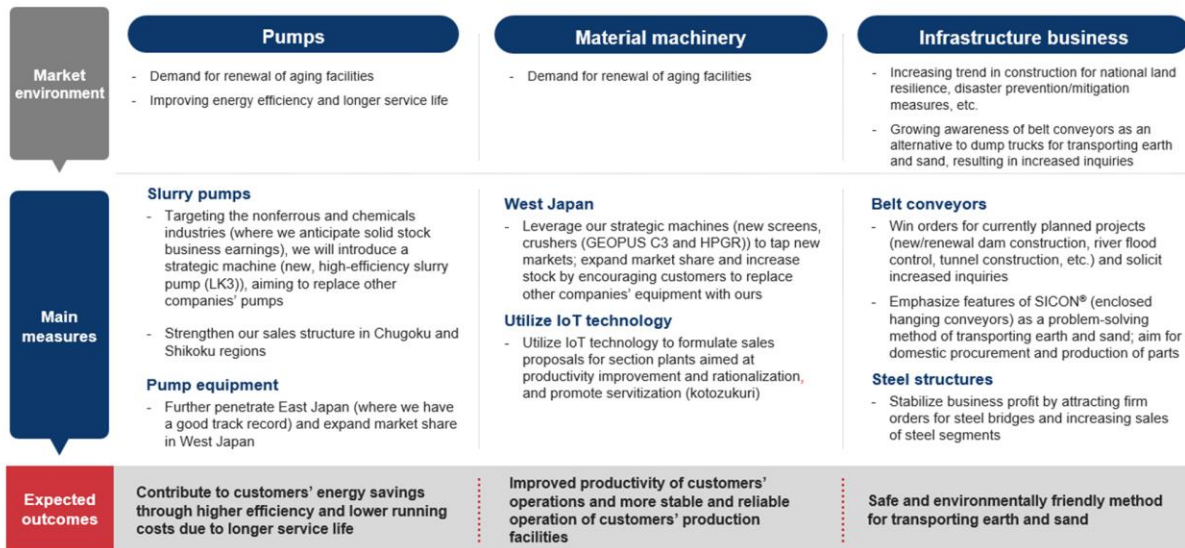 Pumps
Material machinery
Infrastructure business
Market
environment
- Demand for renewal of aging facilities
- Improving energy efficiency and longer service life
- Demand for renewal of aging facilities
- Increasing trend in construction for national land
resilience, disaster prevention/mitigation
measures, etc.
- Growing awareness of belt conveyors as an
alternative to dump trucks for transporting earth
and sand, resulting in increased inquiries
Main
measures
Slurry pumps
- Targeting the nonferrous and chemicals
industries (where we anticipate solid stock
business earnings), we will introduce a
strategic machine (new, high-efficiency slurry
pump (LK3)), aiming to replace other
companies' pumps
- Strengthen our sales structure in Chugoku and
Shikoku regions
Pump equipment
- Further penetrate East Japan (where we have
a good track record) and expand market share
in West Japan
West Japan
- Leverage our strategic machines (new screens,
crushers (GEOPUS C3 and HPGR)) to tap new
markets; expand market share and increase
stock by encouraging customers to replace
other companies' equipment with ours
Utilize IoT technology
- Utilize IoT technology to formulate sales
proposals for section plants aimed at
productivity improvement and rationalization,
and promote servitization (kotozukuri)
Belt conveyors
- Win orders for currently planned projects
(new/renewal dam construction, river flood
control, tunnel construction, etc.) and solicit
increased inquiries
- Emphasize features of SICON® (enclosed
hanging conveyors) as a problem-solving
method of transporting earth and sand; aim for
domestic procurement and production of parts
Steel structures
- Stabilize business profit by attracting firm
orders for steel bridges and increasing sales
of steel segments
Expected
outcomes
Contribute to customers' energy savings
through higher efficiency and lower running
costs due to longer service life
Improved productivity of customers'
operations and more stable and reliable
operation of customers' production
facilities
Safe and environmentally friendly method
for transporting earth and sand